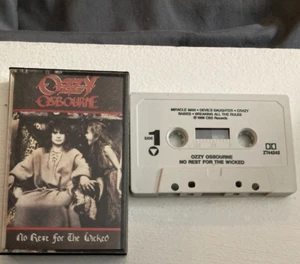 OZZY
OSBOURNE
No Rest for The Wicked
MIRACLE MAN • DEVIL'S DAUGHTER • CRAZY
BABIES • BREAKING ALL THE RULES
SIDE
1
OZZY OSBOURNE
NO REST FOR THE WICKED